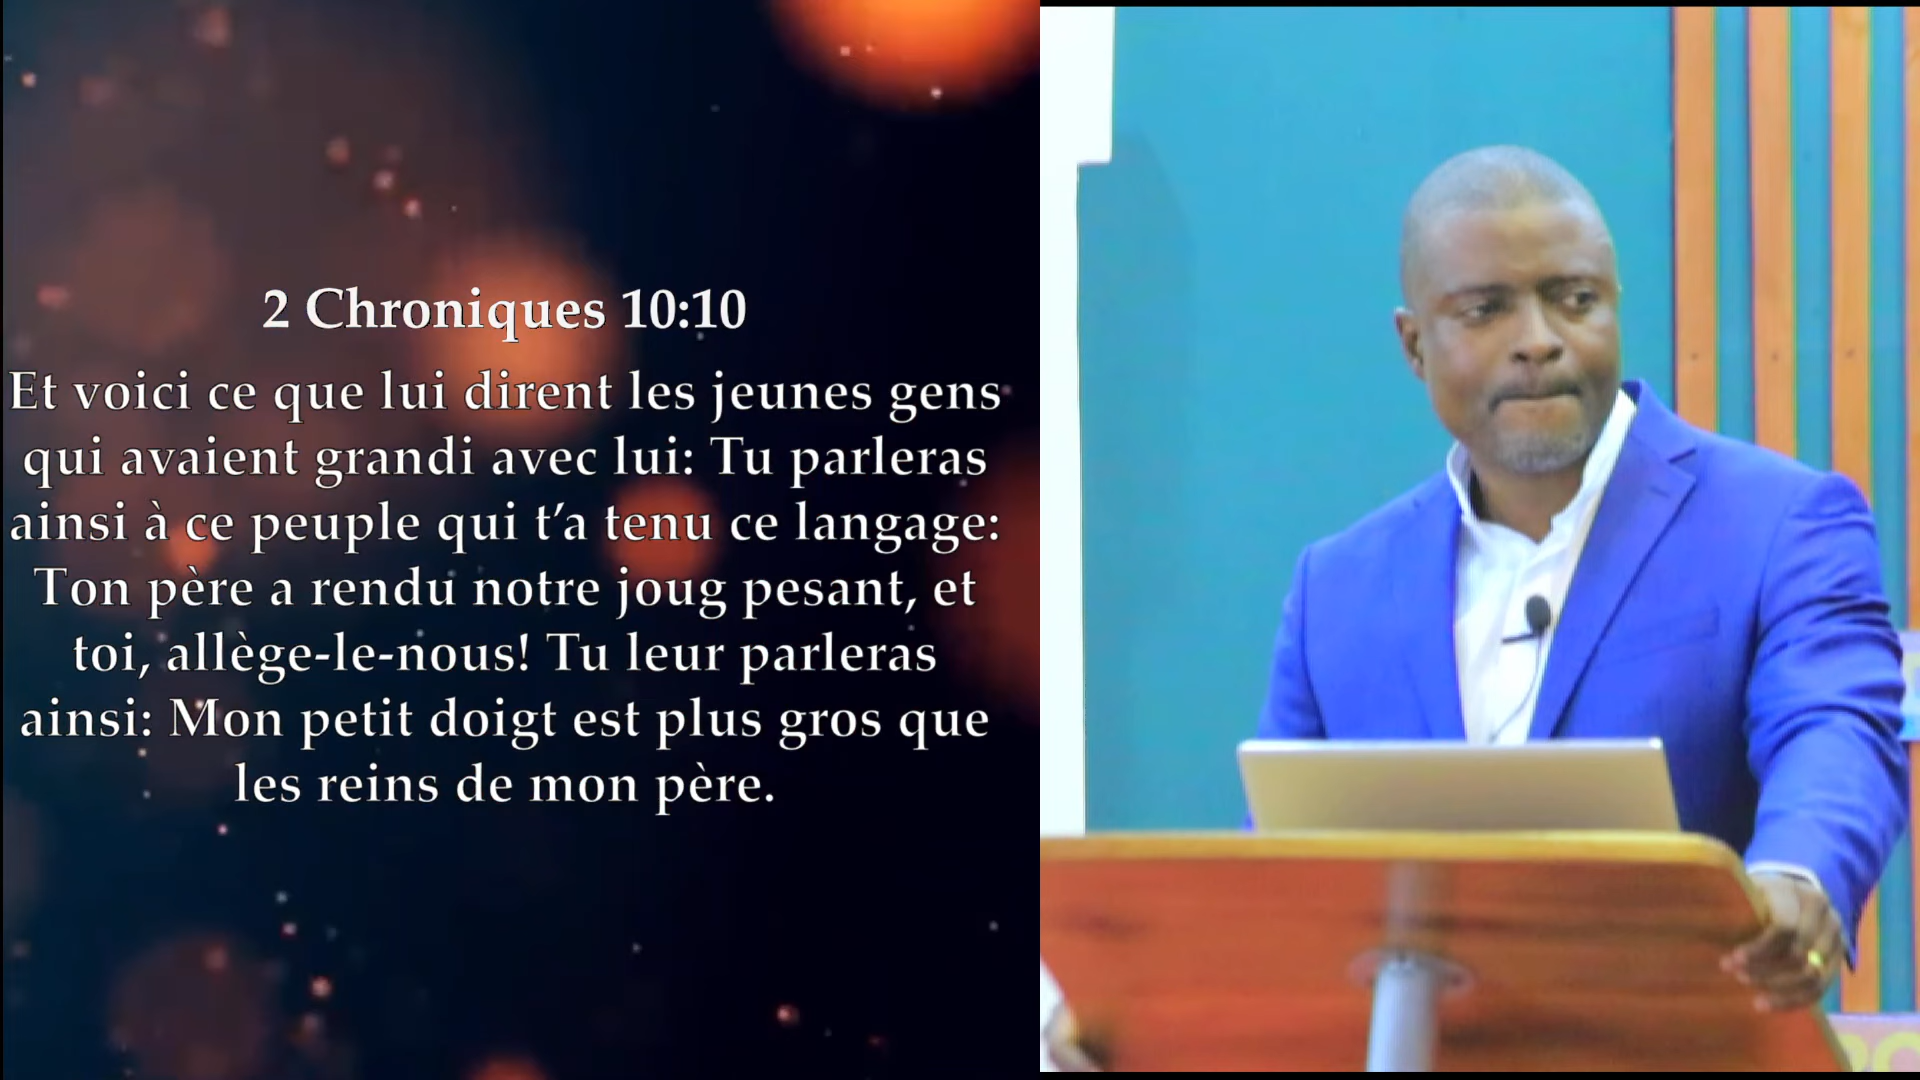 2 Chroniques 10:10
Et voici ce que lui dirent les jeunes gens
qui avaient grandi avec lui: Tu parleras
ainsi à ce peuple qui t’a tenu ce langage:
Ton père a rendu notre joug pesant, et
toi, allège-le-nous! Tu leur parleras
ainsi: Mon petit doigt est plus gros que
les reins de mon père.